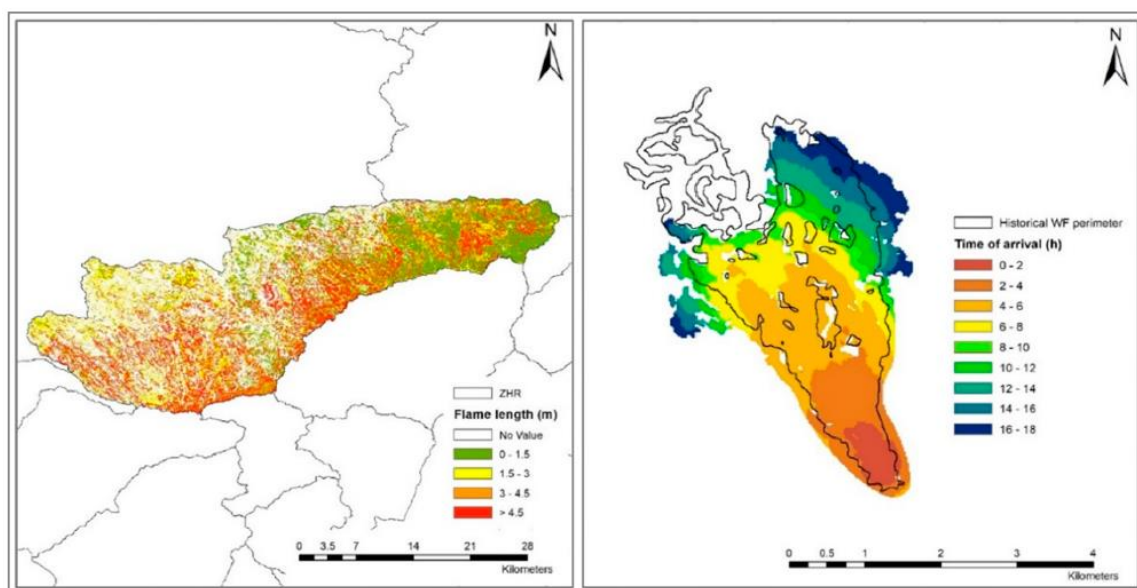 N
ZHR
Flame length (m)
No Value
0 - 1.5
1.5 - 3
3 - 4.5
> 4.5
0 3.5 7 14 21 28
Kilometers
N
Historical WF perimeter
Time of arrival (h)
0 - 2
2 - 4
4 - 6
6 - 8
8 - 10
10 - 12
12 - 14
14 - 16
16 - 18
0 0.5 1 2 3 4
Kilometers